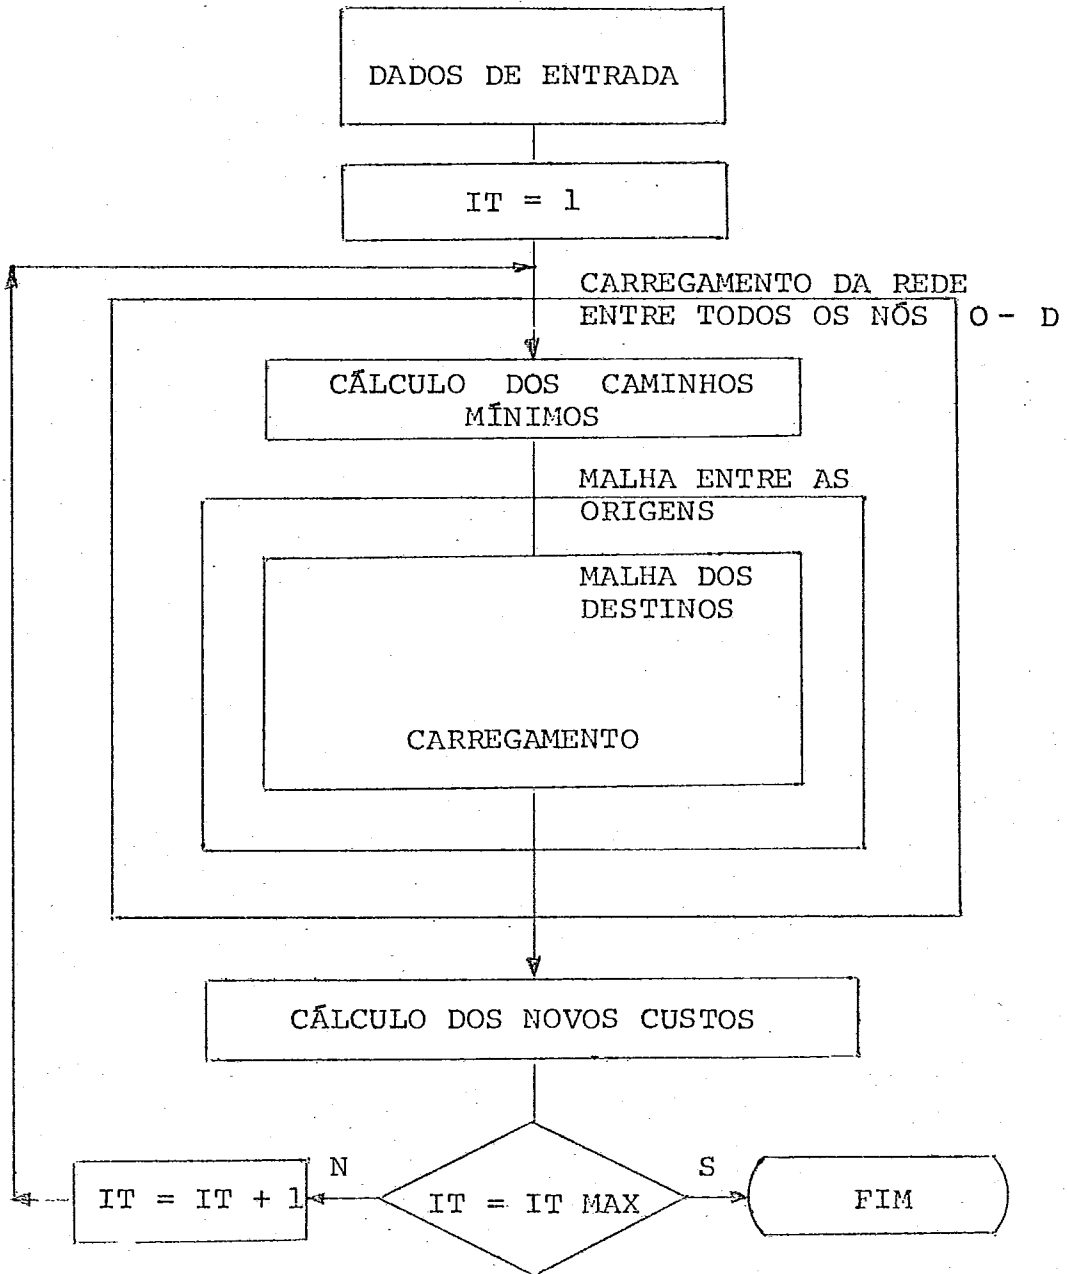 DADOS DE ENTRADA
IT = 1
CARREGAMENTO DA REDE
ENTRE TODOS OS NÓS O - D
CÁLCULO DOS CAMINHOS
MÍNIMOS
MALHA ENTRE AS
ORIGENS
MALHA DOS
DESTINOS
CARREGAMENTO
CÁLCULO DOS NOVOS CUSTOS
N
S
IT = IT + 1
IT = IT MAX
FIM